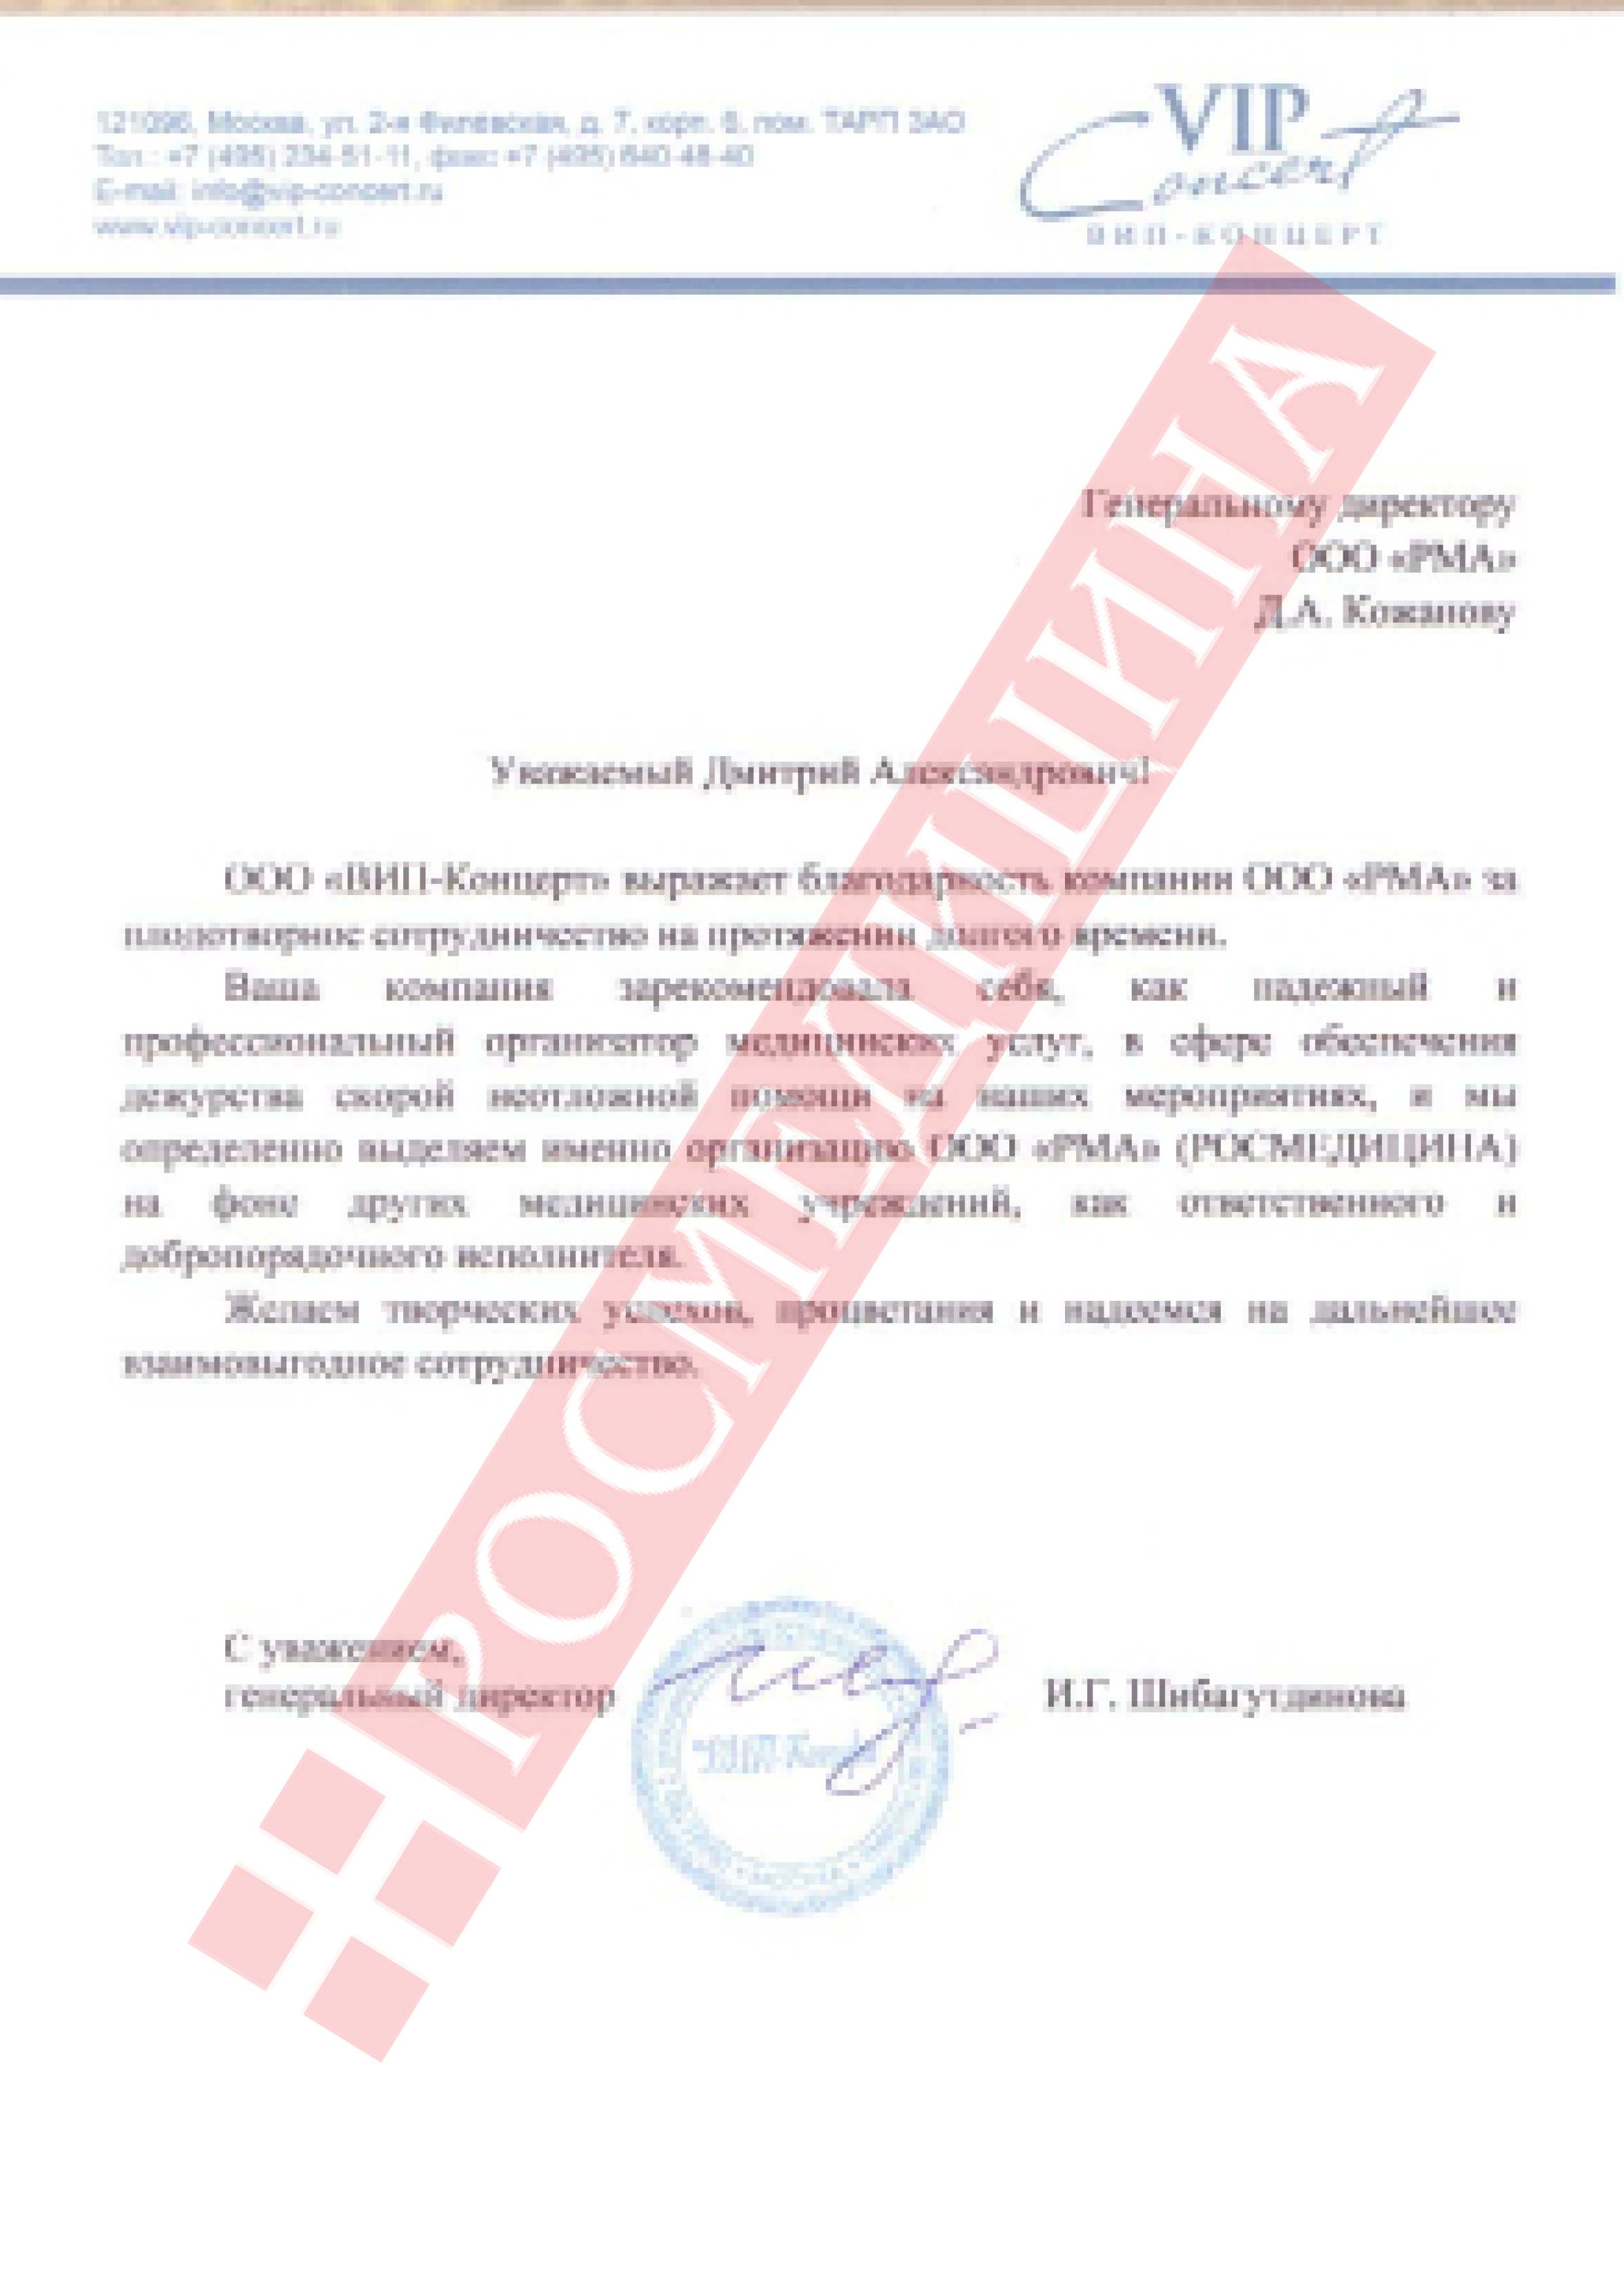 121096, Москва, ул. 2-я Филевская, д. 7, корп. 6, пом. ТАРП ЗАО
Тел.: +7 (495) 234-51-11, факс +7 (495) 640-48-40
E-mail: info@vip-concert.ru
www.vip-concert.ru
VIP
Concert
ВИП-КОНЦЕРТ
Генеральному директору
ООО «РМА»
Д.А. Кожанову
Уважаемый Дмитрий Александрович!
ООО «ВИП-Концерт» выражает благодарность компании ООО «РМА» за
плодотворное сотрудничество на протяжении долгого времени.
Ваша компания зарекомендовала себя, как надежный и
профессиональный организатор медицинских услуг, в сфере обеспечения
дежурства скорой неотложной помощи на наших мероприятиях, и мы
определенно выделяем именно организацию ООО «РМА» (РОСМЕДИЦИНА)
на фоне других медицинских учреждений, как ответственного и
добропорядочного исполнителя.
Желаем творческих успехов, процветания и надеемся на дальнейшее
взаимовыгодное сотрудничество.
С уважением,
генеральный директор
И.Г. Шибагутдинова
РОСМЕДИЦИНА